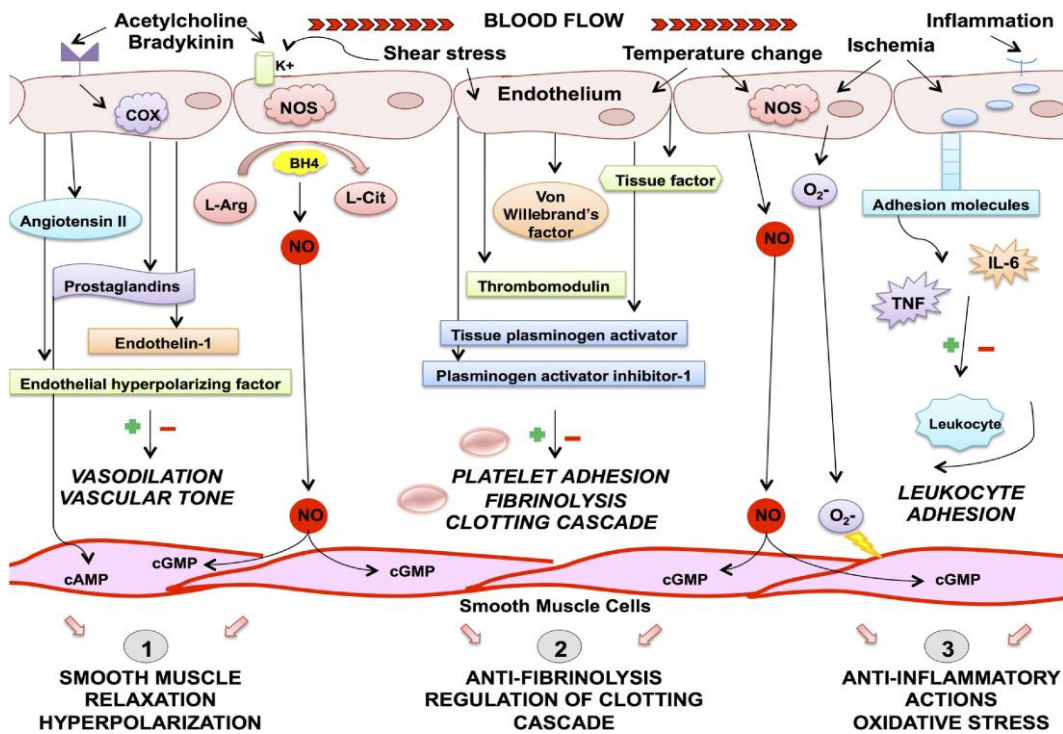 Acetylcholine
Bradykinin
BLOOD FLOW
Inflammation
K+
Shear stress
Temperature change
Ischemia
COX
NOS
Endothelium
NOS
BH4
L-Arg
L-Cit
Angiotensin II
Von
Willebrand's
factor
Tissue factor
O2-
Adhesion molecules
NO
NO
IL-6
TNF
Prostaglandins
Thrombomodulin
Endothelin-1
Tissue plasminogen activator
Endothelial hyperpolarizing factor
Plasminogen activator inhibitor-1
+ –
+ –
+ –
Leukocyte
VASODILATION
VASCULAR TONE
PLATELET ADHESION
FIBRINOLYSIS
CLOTTING CASCADE
LEUKOCYTE
ADHESION
NO
NO
O2-
cAMP
cGMP
cGMP
cGMP
cGMP
Smooth Muscle Cells
1
SMOOTH MUSCLE
RELAXATION
HYPERPOLARIZATION
2
ANTI-FIBRINOLYSIS
REGULATION OF CLOTTING
CASCADE
3
ANTI-INFLAMMATORY
ACTIONS
OXIDATIVE STRESS